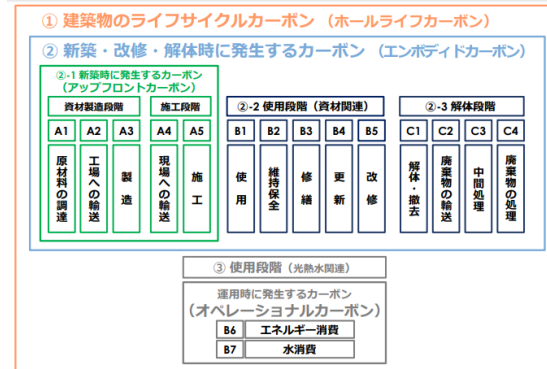 ① 建築物のライフサイクルカーボン（ホールライフカーボン）
② 新築・改修・解体時に発生するカーボン（エンボディドカーボン）
②-1 新築時に発生するカーボン
（アップフロントカーボン）
資材製造段階
施工段階
②-2 使用段階（資材関連）
②-3 解体段階
A1 A2 A3 A4 A5 B1 B2 B3 B4 B5 C1 C2 C3 C4
原材料の調達
工場への輸送
製造
現場への輸送
施工
使用
維持保全
修繕
更新
改修
解体・撤去
廃棄物の輸送
中間処理
廃棄物の処理
③ 使用段階（光熱水関連）
運用時に発生するカーボン
（オペレーショナルカーボン）
B6 エネルギー消費
B7 水消費